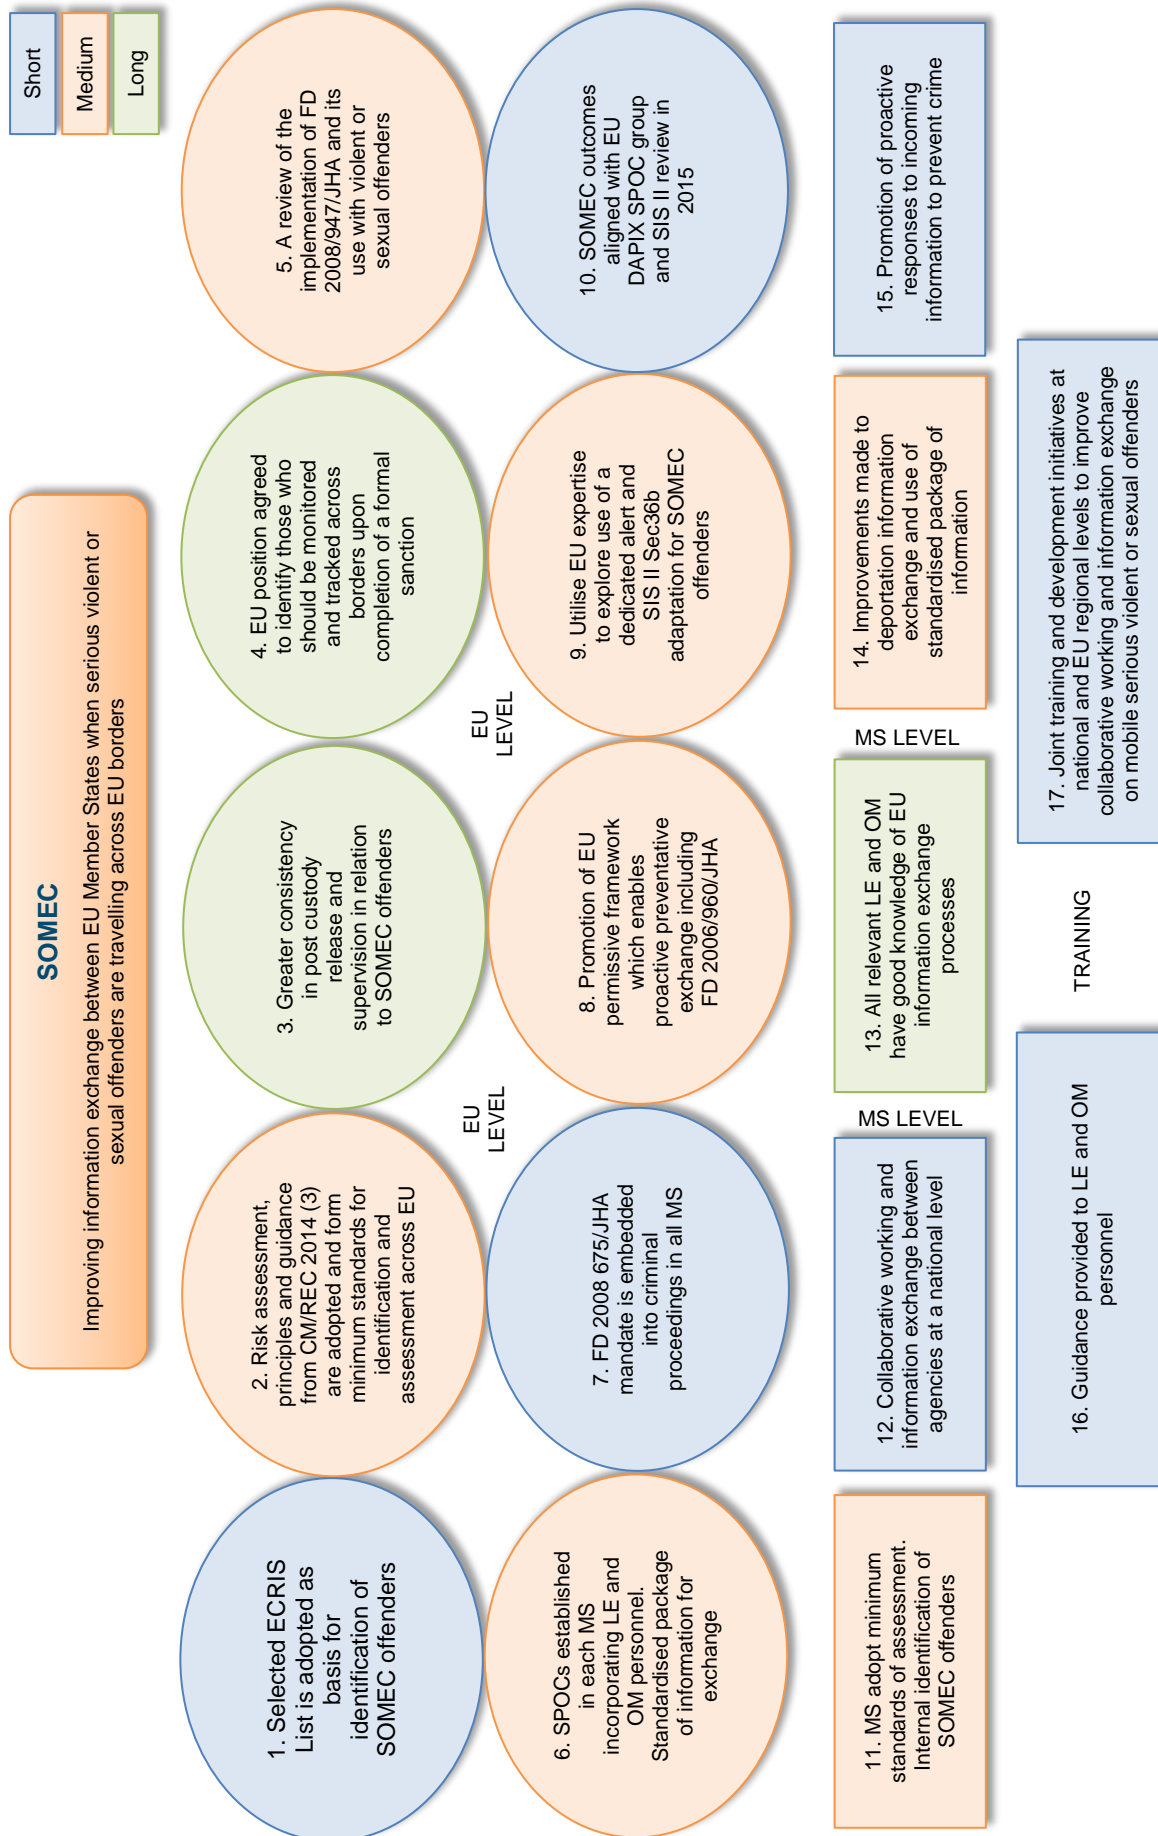 SOMEC
Improving information exchange between EU Member States when serious violent or
sexual offenders are travelling across EU borders
Short
Medium
Long
1. Selected ECRIS
List is adopted as
basis for
identification of
SOMEC offenders
2. Risk assessment,
principles and guidance
from CM/REC 2014 (3)
are adopted and form
minimum standards for
identification and
assessment across EU
3. Greater consistency
in post custody
release and
supervision in relation
to SOMEC offenders
4. EU position agreed
to identify those who
should be monitored
and tracked across
borders upon
completion of a formal
sanction
5. A review of the
implementation of FD
2008/947/JHA and its
use with violent or
sexual offenders
EU
LEVEL
EU
LEVEL
6. SPOCs established
in each MS
incorporating LE and
OM personnel.
Standardised package
of information for
exchange
7. FD 2008 675/JHA
mandate is embedded
into criminal
proceedings in all MS
8. Promotion of EU
permissive framework
which enables
proactive preventative
exchange including
FD 2006/960/JHA
9. Utilise EU expertise
to explore use of a
dedicated alert and
SIS II Sec36b
adaptation for SOMEC
offenders
10. SOMEC outcomes
aligned with EU
DAPIX SPOC group
and SIS II review in
2015
11. MS adopt minimum
standards of assessment.
Internal identification of
SOMEC offenders
12. Collaborative working and
information exchange between
agencies at a national level
MS LEVEL
13. All relevant LE and OM
have good knowledge of EU
information exchange
processes
MS LEVEL
14. Improvements made to
deportation information
exchange and use of
standardised package of
information
15. Promotion of proactive
responses to incoming
information to prevent crime
16. Guidance provided to LE and OM
personnel
TRAINING
17. Joint training and development initiatives at
national and EU regional levels to improve
collaborative working and information exchange
on mobile serious violent or sexual offenders